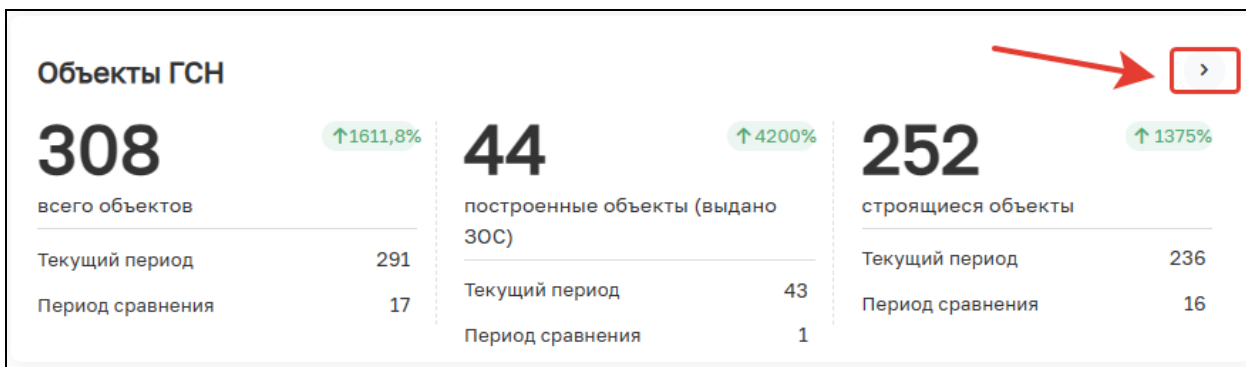 Объекты ГСН
308
↑1611,8%
всего объектов
Текущий период 291
Период сравнения 17
44
↑4200%
построенные объекты (выдано
ЗОС)
Текущий период 43
Период сравнения 1
252
↑1375%
строящиеся объекты
Текущий период 236
Период сравнения 16